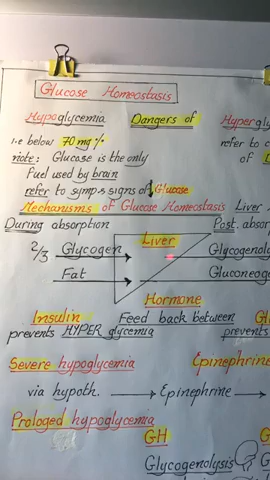 Glucose Homeostasis
Hypoglycemia Dangers of Hyper
i.e below 70 mg % refer to
note: Glucose is the only of
Fuel used by brain
refer to symp & signs of ↓ Glucose
Mechanisms of Glucose Homeostasis Liver
During absorption Post. absor
2/3 Glycogen Liver Glycogenol
Fat Gluconeog
Hormone
Insulin Feed back between
prevents HYPER glycemia prevents
Severe hypoglycemia Epinephrine
via hypoth. → Epinephrine →
Prologed hypoglycemia
GH G
Glycogenolysis